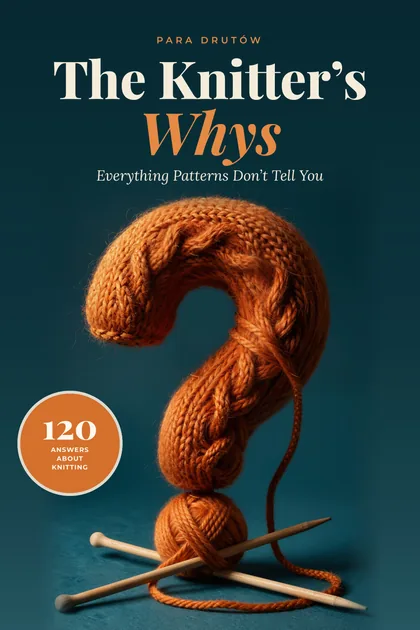 PARA DRUTÓW
The Knitter’s
Whys
Everything Patterns Don’t Tell You
120
ANSWERS
ABOUT
KNITTING